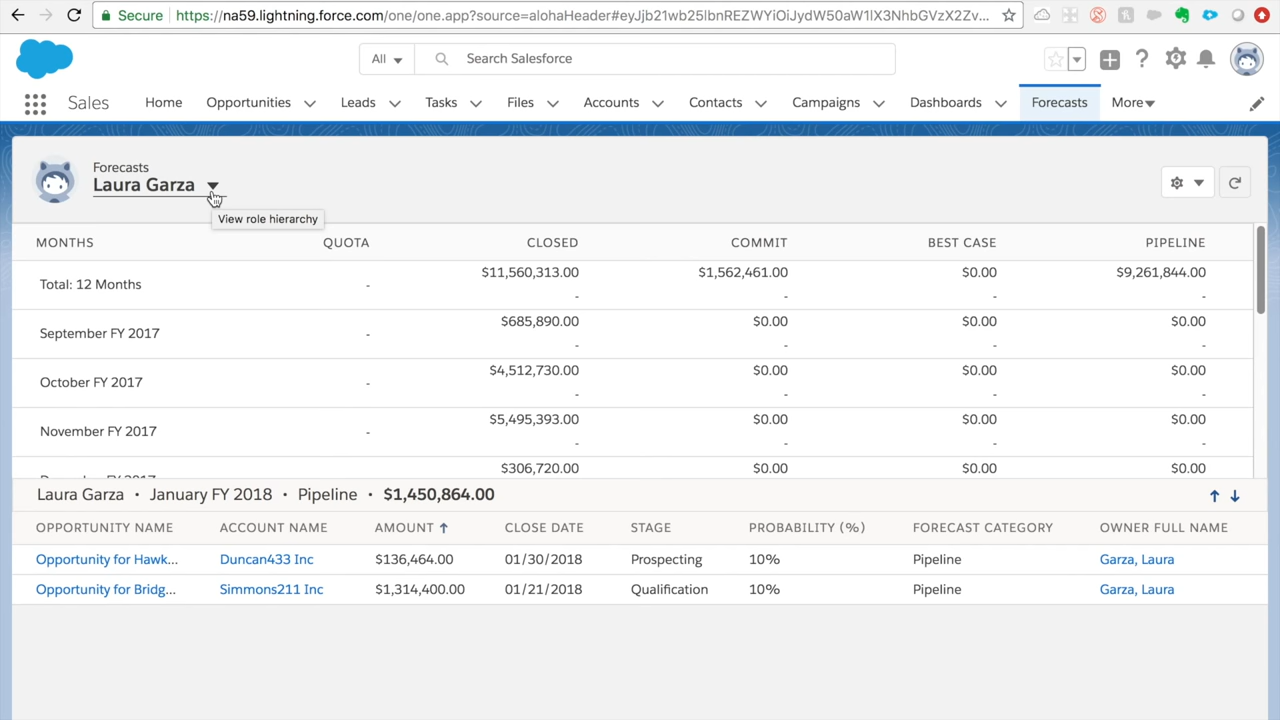 Secure https://na59.lightning.force.com/one/one.app?source=alohaHeader#eyJjb21wb25lbnREZWYiOiJydW50aW1lX3NhbGVzX2Zv...
All Search Salesforce
Sales Home Opportunities Leads Tasks Files Accounts Contacts Campaigns Dashboards Forecasts More
Forecasts
Laura Garza
View role hierarchy
MONTHS QUOTA CLOSED COMMIT BEST CASE PIPELINE
Total: 12 Months - $11,560,313.00 $1,562,461.00 $0.00 $9,261,844.00
- - - -
September FY 2017 - $685,890.00 $0.00 $0.00 $0.00
- - - -
October FY 2017 - $4,512,730.00 $0.00 $0.00 $0.00
- - - -
November FY 2017 - $5,495,393.00 $0.00 $0.00 $0.00
- - - -
$306,720.00 $0.00 $0.00 $0.00
Laura Garza • January FY 2018 • Pipeline • $1,450,864.00
OPPORTUNITY NAME ACCOUNT NAME AMOUNT CLOSE DATE STAGE PROBABILITY (%) FORECAST CATEGORY OWNER FULL NAME
Opportunity for Hawk... Duncan433 Inc $136,464.00 01/30/2018 Prospecting 10% Pipeline Garza, Laura
Opportunity for Bridg... Simmons211 Inc $1,314,400.00 01/21/2018 Qualification 10% Pipeline Garza, Laura